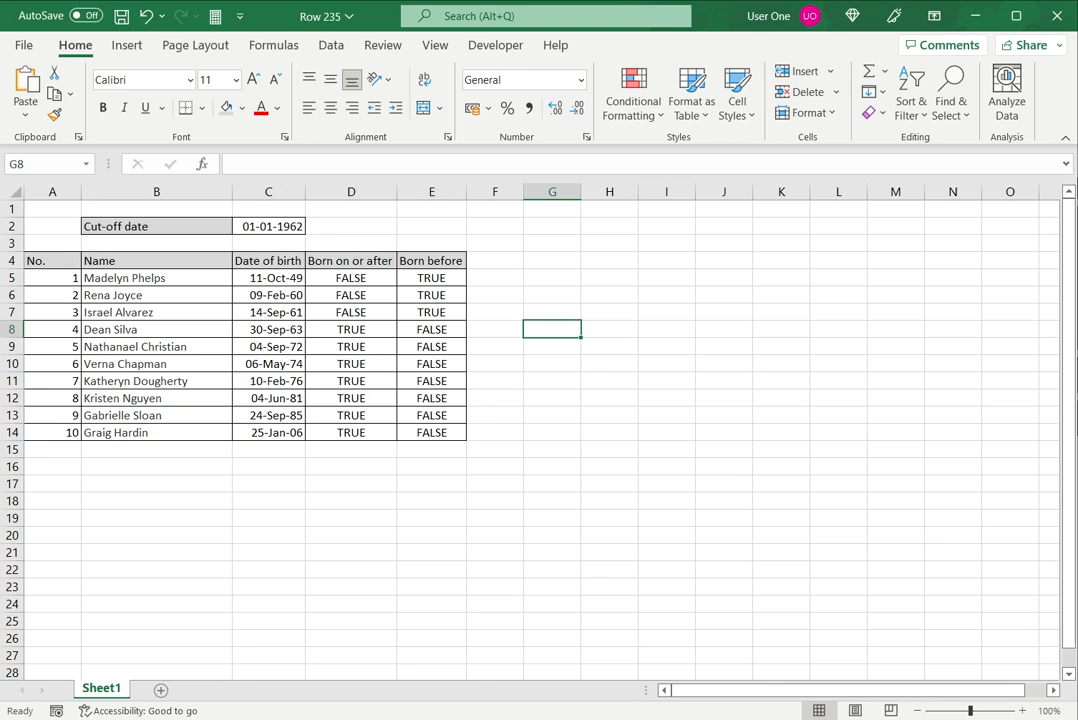 AutoSave Off Row 235 Search (Alt+Q) User One UO
File Home Insert Page Layout Formulas Data Review View Developer Help Comments Share
Paste Calibri 11 A A General Conditional Formatting Format as Table Cell Styles Insert Delete Format Sort & Filter Find & Select Analyze Data
B I U A ab % 9 .00
Clipboard Font Alignment Number Styles Cells Editing Analysis
G8 fx
A B C D E F G H I J K L M N O
1
2 Cut-off date 01-01-1962
3
4 No. Name Date of birth Born on or after Born before
5 1 Madelyn Phelps 11-Oct-49 FALSE TRUE
6 2 Rena Joyce 09-Feb-60 FALSE TRUE
7 3 Israel Alvarez 14-Sep-61 FALSE TRUE
8 4 Dean Silva 30-Sep-63 TRUE FALSE
9 5 Nathanael Christian 04-Sep-72 TRUE FALSE
10 6 Verna Chapman 06-May-74 TRUE FALSE
11 7 Katheryn Dougherty 10-Feb-76 TRUE FALSE
12 8 Kristen Nguyen 04-Jun-81 TRUE FALSE
13 9 Gabrielle Sloan 24-Sep-85 TRUE FALSE
14 10 Graig Hardin 25-Jan-06 TRUE FALSE
15
16
17
18
19
20
21
22
23
24
25
26
27
28
Sheet1
Ready Accessibility: Good to go 100%